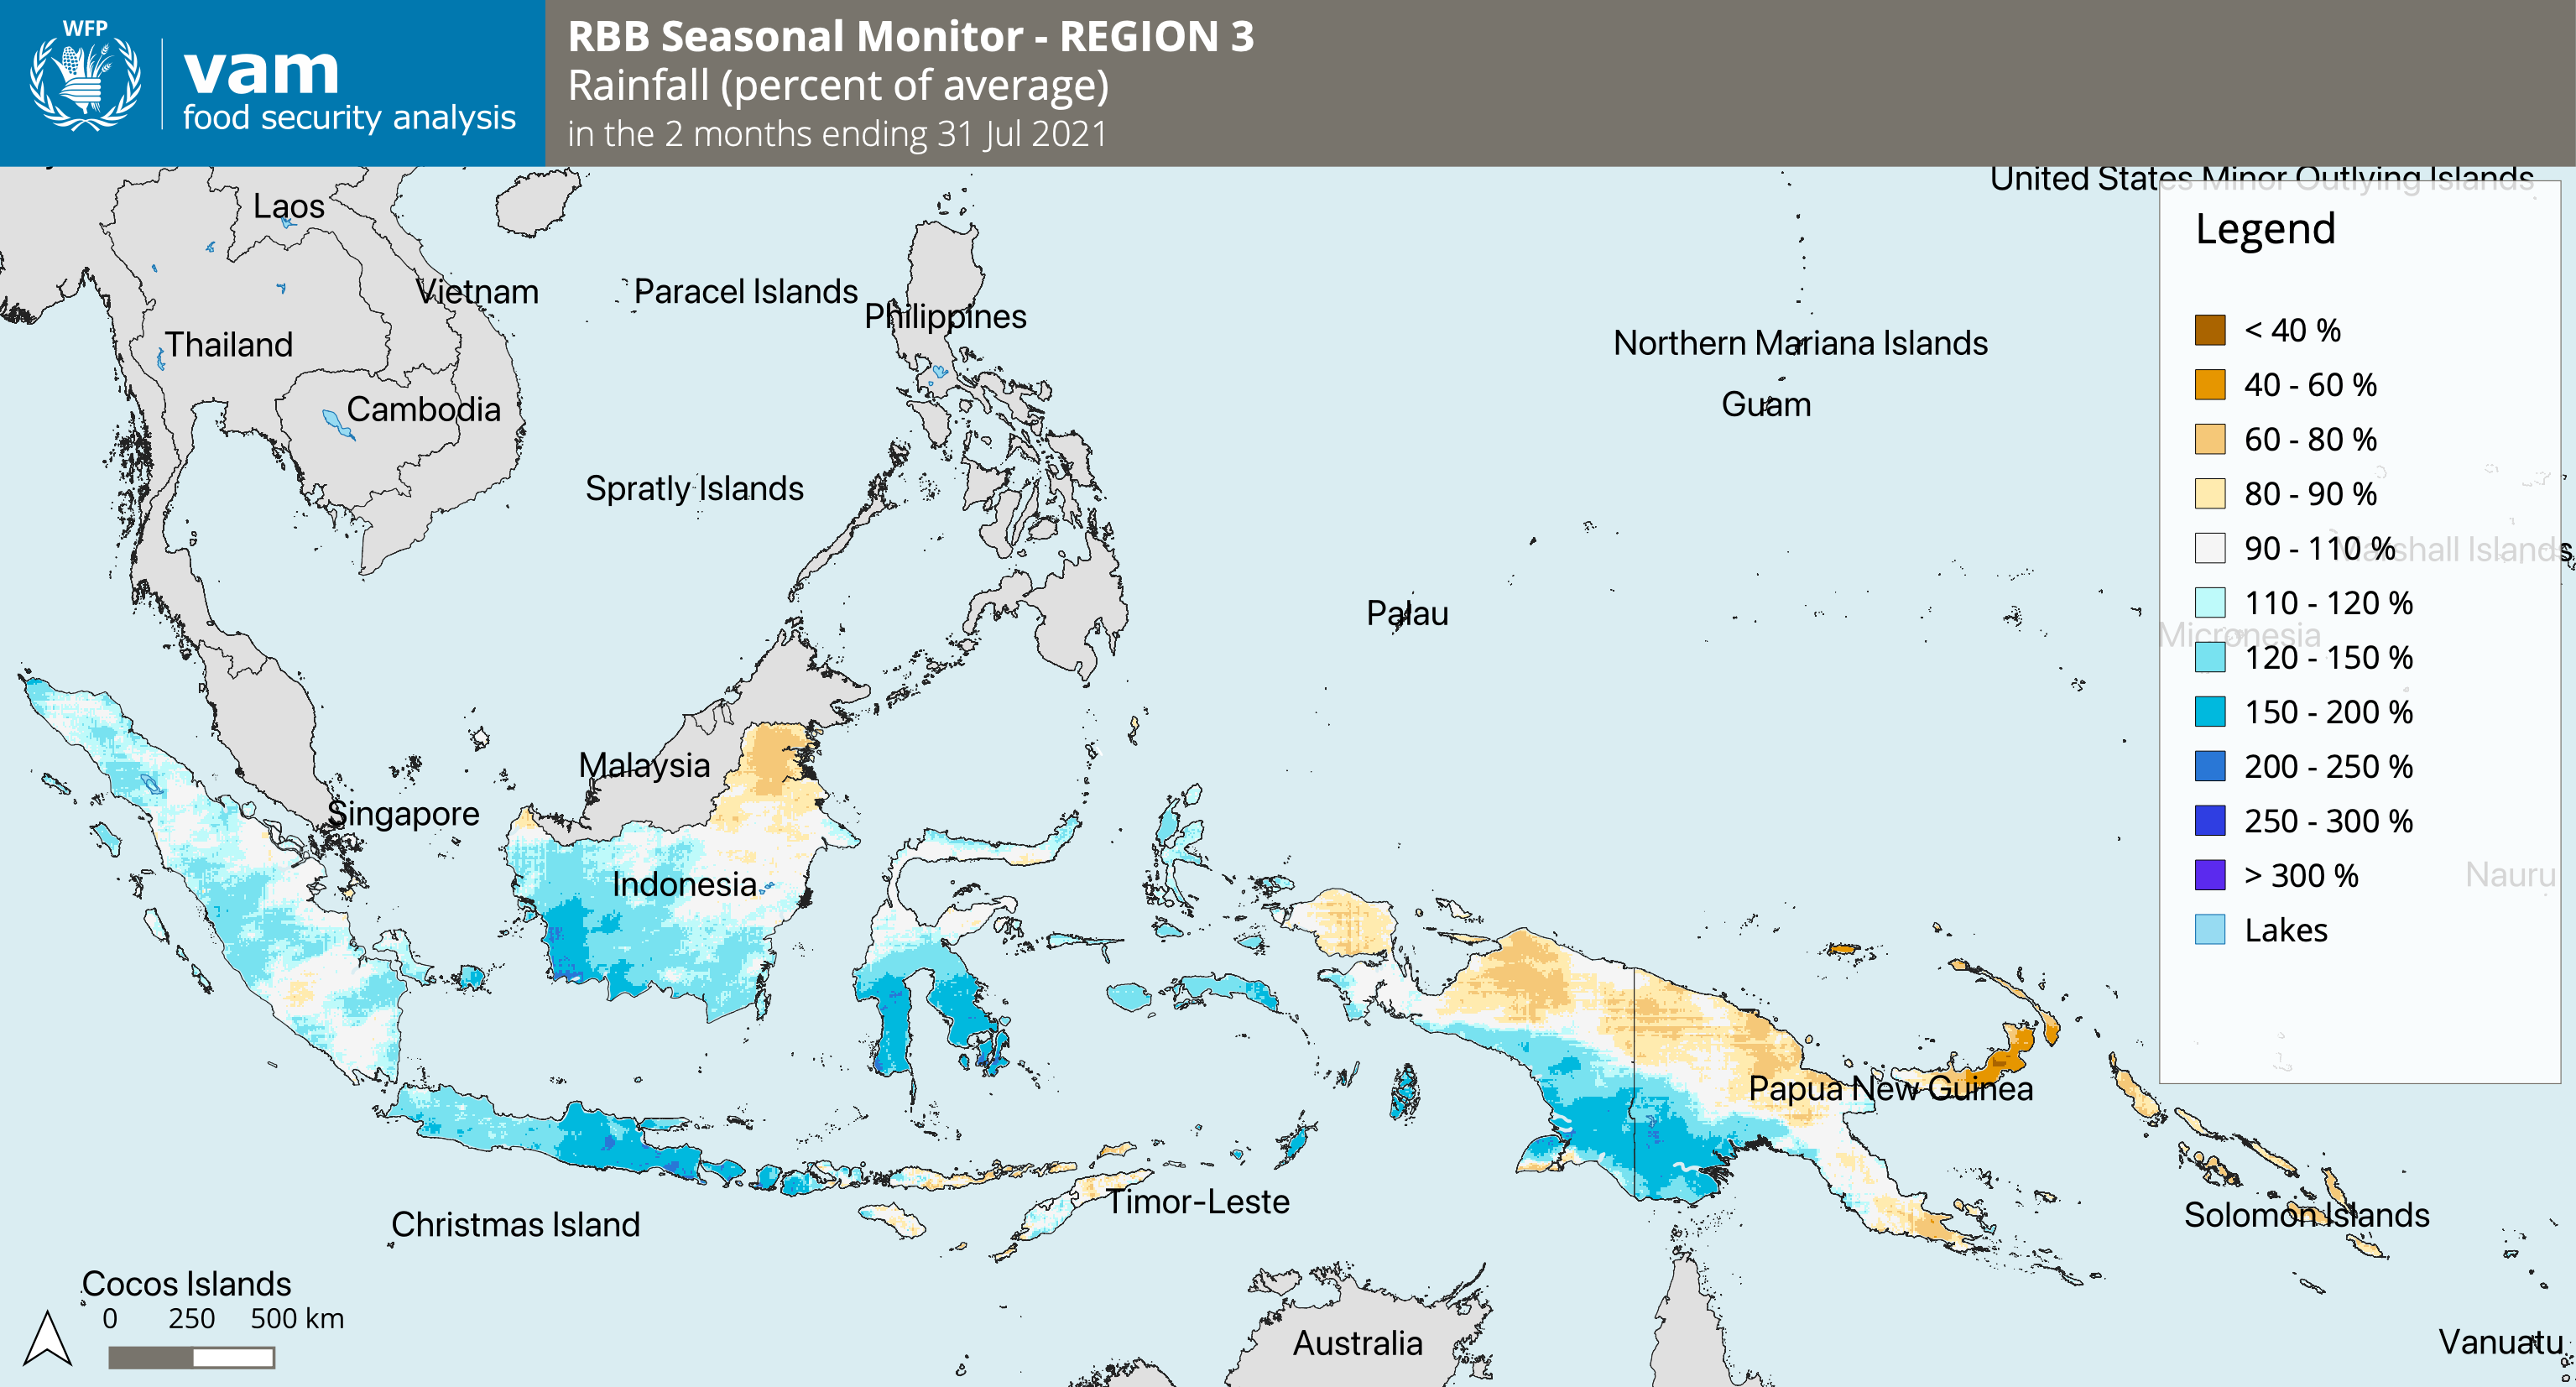 WFP
vam
food security analysis
RBB Seasonal Monitor - REGION 3
Rainfall (percent of average)
in the 2 months ending 31 Jul 2021
United States Minor Outlying Islands
Laos
Vietnam
Paracel Islands
Philippines
Thailand
Northern Mariana Islands
Cambodia
Guam
Spratly Islands
Palau
Malaysia
Singapore
Indonesia
Papua New Guinea
Timor-Leste
Christmas Island
Solomon Islands
Cocos Islands
0 250 500 km
Australia
Vanuatu
Legend
< 40 %
40 - 60 %
60 - 80 %
80 - 90 %
90 - 110 %
Marshall Islands
110 - 120 %
Micronesia
120 - 150 %
150 - 200 %
200 - 250 %
250 - 300 %
> 300 %
Nauru
Lakes